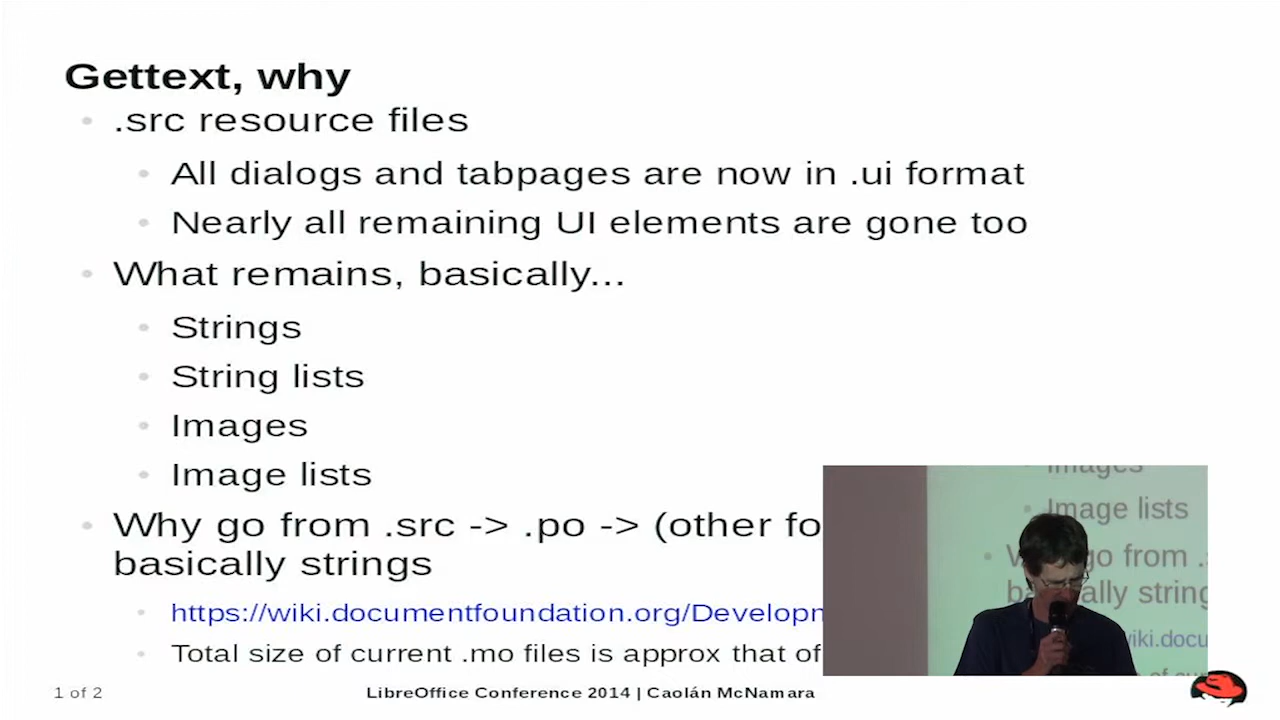 Gettext, why
.src resource files
All dialogs and tabpages are now in .ui format
Nearly all remaining UI elements are gone too
What remains, basically...
Strings
String lists
Images
Image lists
Why go from .src -> .po -> (other fo
basically strings
https://wiki.documentfoundation.org/Developm
Total size of current .mo files is approx that of
Images
Image lists
go from .s
basically string
wiki.docu
1 of 2
LibreOffice Conference 2014 | Caolán McNamara